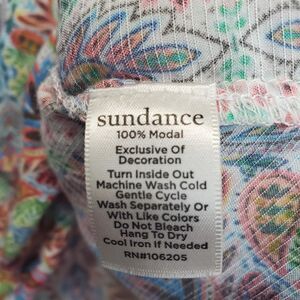 sundance
100% Modal
Exclusive Of
Decoration
Turn Inside Out
Machine Wash Cold
Gentle Cycle
Wash Separately Or
With Like Colors
Do Not Bleach
Hang To Dry
Cool Iron if Needed
RN#106205